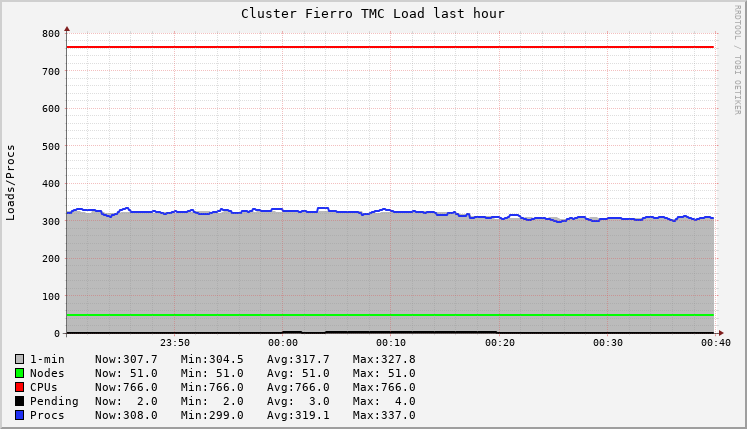 Cluster Fierro TMC Load last hour
RRDTOOL / TOBI OETIKER
Loads/Procs
800
700
600
500
400
300
200
100
0
23:50 00:00 00:10 00:20 00:30 00:40
1-min Now:307.7 Min:304.5 Avg:317.7 Max:327.8
Nodes Now: 51.0 Min: 51.0 Avg: 51.0 Max: 51.0
CPUs Now:766.0 Min:766.0 Avg:766.0 Max:766.0
Pending Now: 2.0 Min: 2.0 Avg: 3.0 Max: 4.0
Procs Now:308.0 Min:299.0 Avg:319.1 Max:337.0